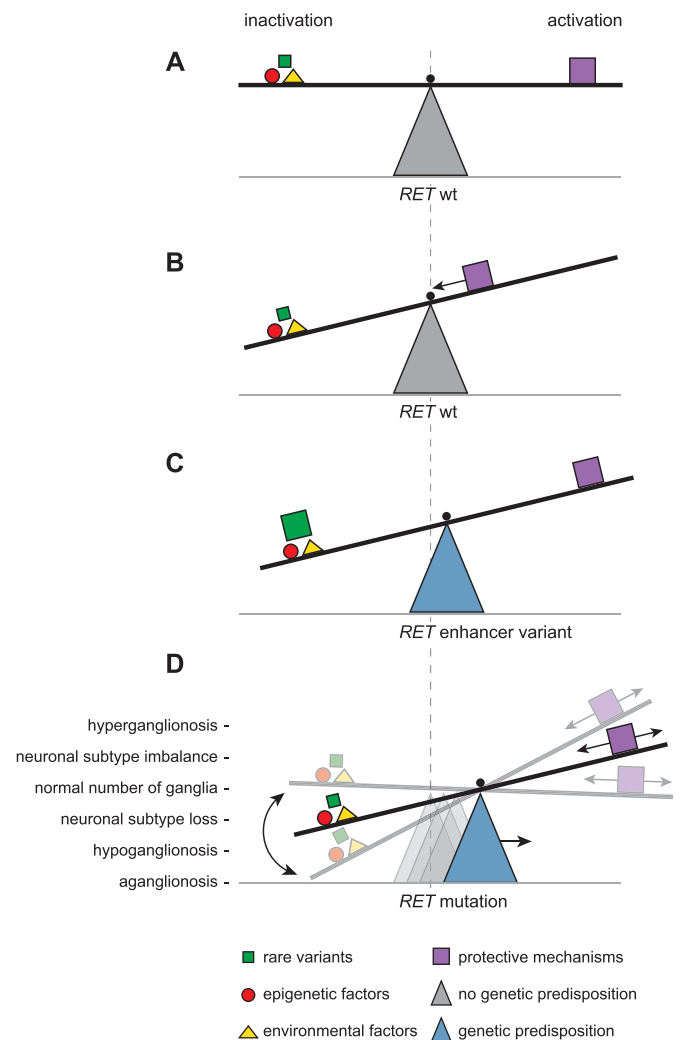 inactivation activation
A
RET wt
B
RET wt
C
RET enhancer variant
D
hyperganglionosis -
neuronal subtype imbalance -
normal number of ganglia -
neuronal subtype loss -
hypoganglionosis -
aganglionosis -
RET mutation
rare variants protective mechanisms
epigenetic factors no genetic predisposition
environmental factors genetic predisposition